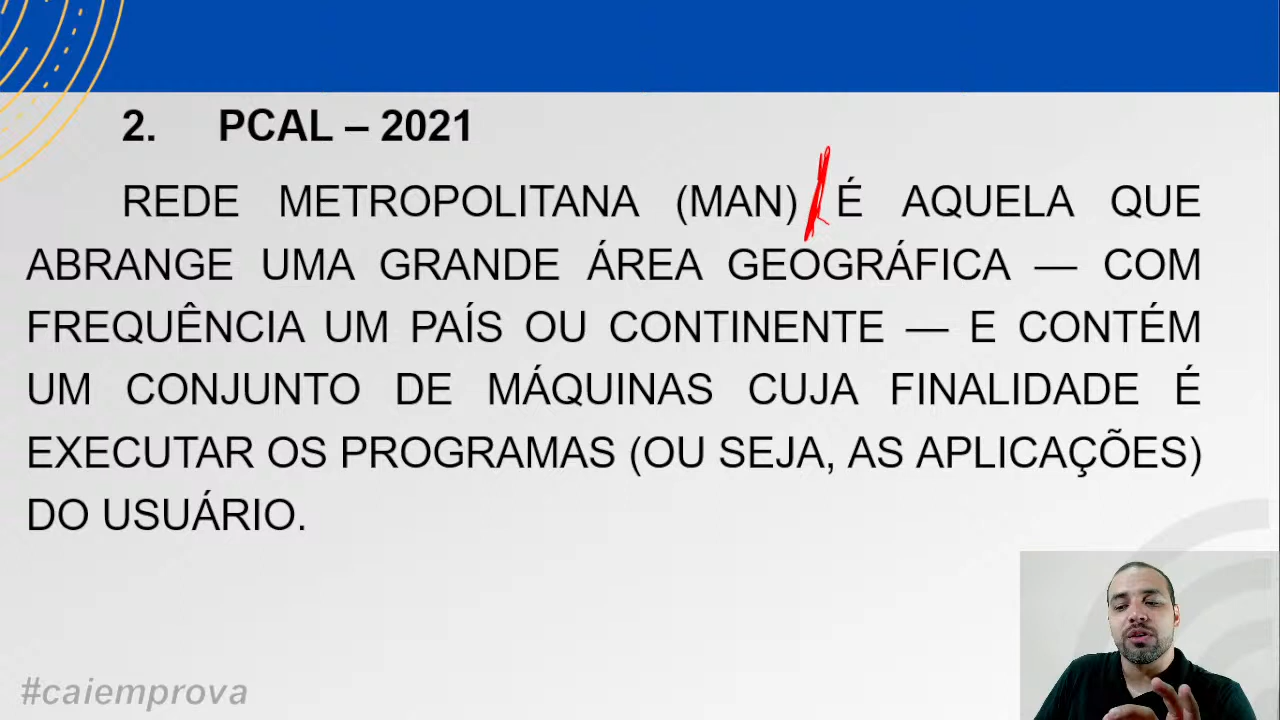 2. PCAL – 2021
REDE METROPOLITANA (MAN) É AQUELA QUE
ABRANGE UMA GRANDE ÁREA GEOGRÁFICA — COM
FREQUÊNCIA UM PAÍS OU CONTINENTE — E CONTÉM
UM CONJUNTO DE MÁQUINAS CUJA FINALIDADE É
EXECUTAR OS PROGRAMAS (OU SEJA, AS APLICAÇÕES)
DO USUÁRIO.
#caiemprova